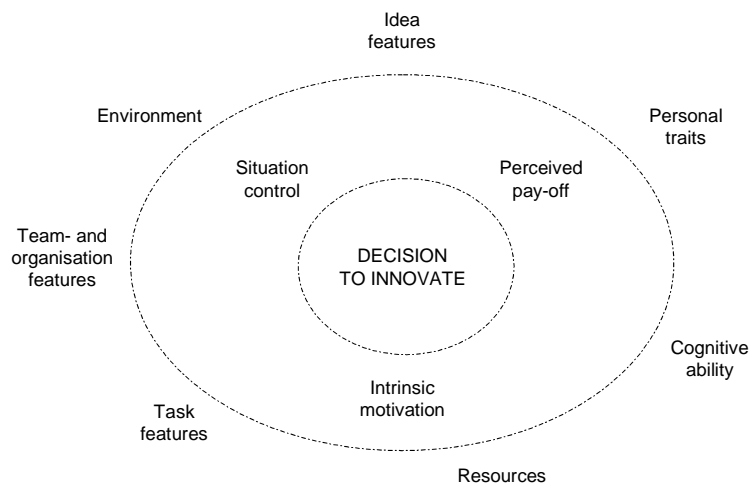 Idea
features
Environment
Personal
traits
Situation
control
Perceived
pay-off
Team- and
organisation
features
DECISION
TO INNOVATE
Cognitive
ability
Intrinsic
motivation
Task
features
Resources